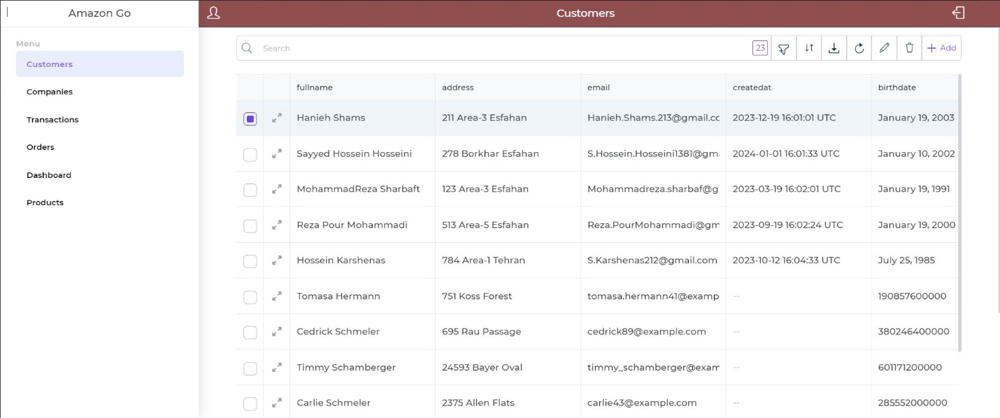 Amazon Go
Customers
Menu
Customers
Companies
Transactions
Orders
Dashboard
Products
Search 23 Add
fullname address email createdat birthdate
Hanieh Shams 211 Area-3 Esfahan Hanieh.Shams.213@gmail.cc 2023-12-19 16:01:01 UTC January 19, 2003
Sayyed Hossein Hosseini 278 Borkhar Esfahan S.Hossein.Hosseini1381@gm 2024-01-01 16:01:33 UTC January 10, 2002
MohammadReza Sharbaft 123 Area-3 Esfahan Mohammadreza.sharbaf@g 2023-03-19 16:02:01 UTC January 19, 1991
Reza Pour Mohammadi 513 Area-5 Esfahan Reza.PourMohammadi@gm 2023-09-19 16:02:24 UTC January 19, 2000
Hossein Karshenas 784 Area-1 Tehran S.Karshenas212@gmail.com 2023-10-12 16:04:33 UTC July 25, 1985
Tomasa Hermann 751 Koss Forest tomasa.hermann41@examp -- 190857600000
Cedrick Schmeler 695 Rau Passage cedrick89@example.com -- 380246400000
Timmy Schamberger 24593 Bayer Oval timmy_schamberger@exam -- 601171200000
Carlie Schmeler 2375 Allen Flats carlie43@example.com -- 285552000000